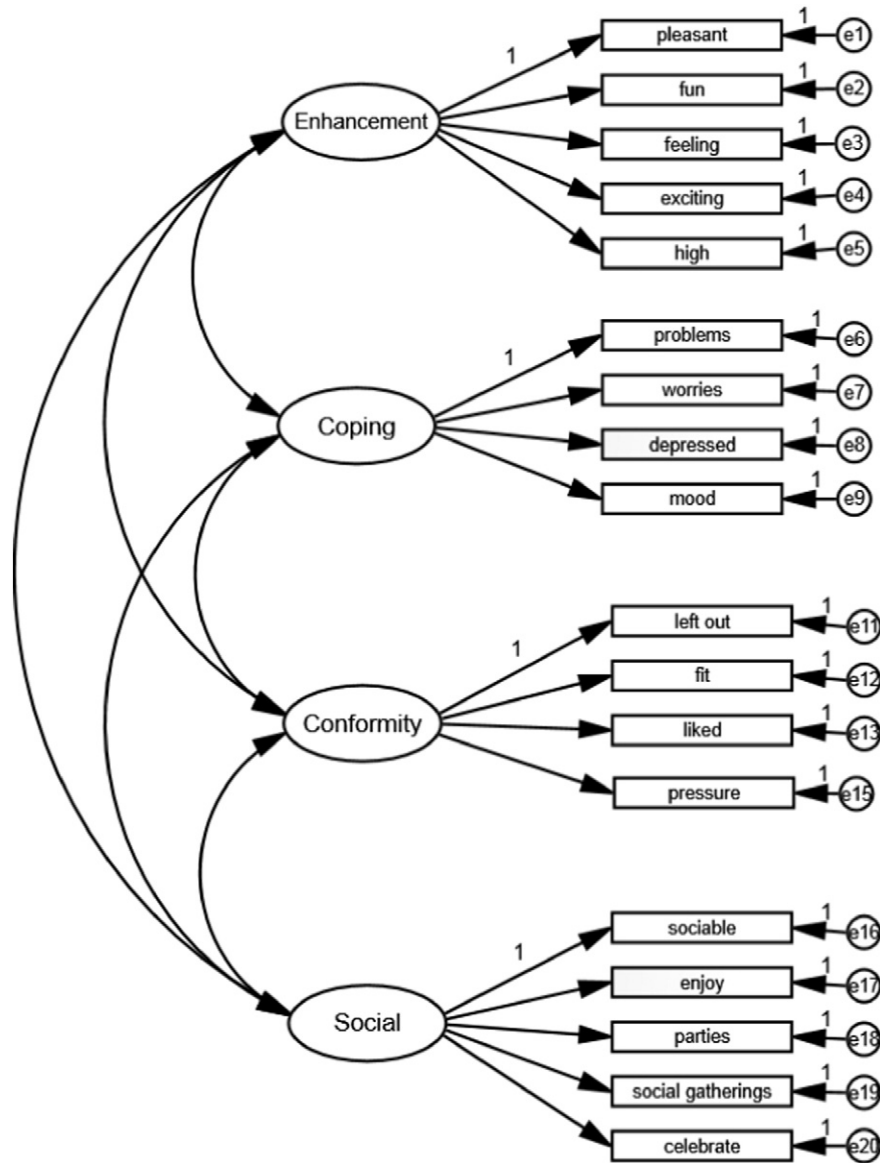 1
pleasant
1
e1
fun
1
e2
Enhancement
feeling
1
e3
exciting
1
e4
high
1
e5
1
problems
1
e6
worries
1
e7
Coping
depressed
1
e8
mood
1
e9
1
left out
1
e11
fit
1
e12
Conformity
liked
1
e13
pressure
1
e15
1
sociable
1
e16
enjoy
1
e17
Social
parties
1
e18
social gatherings
1
e19
celebrate
1
e20